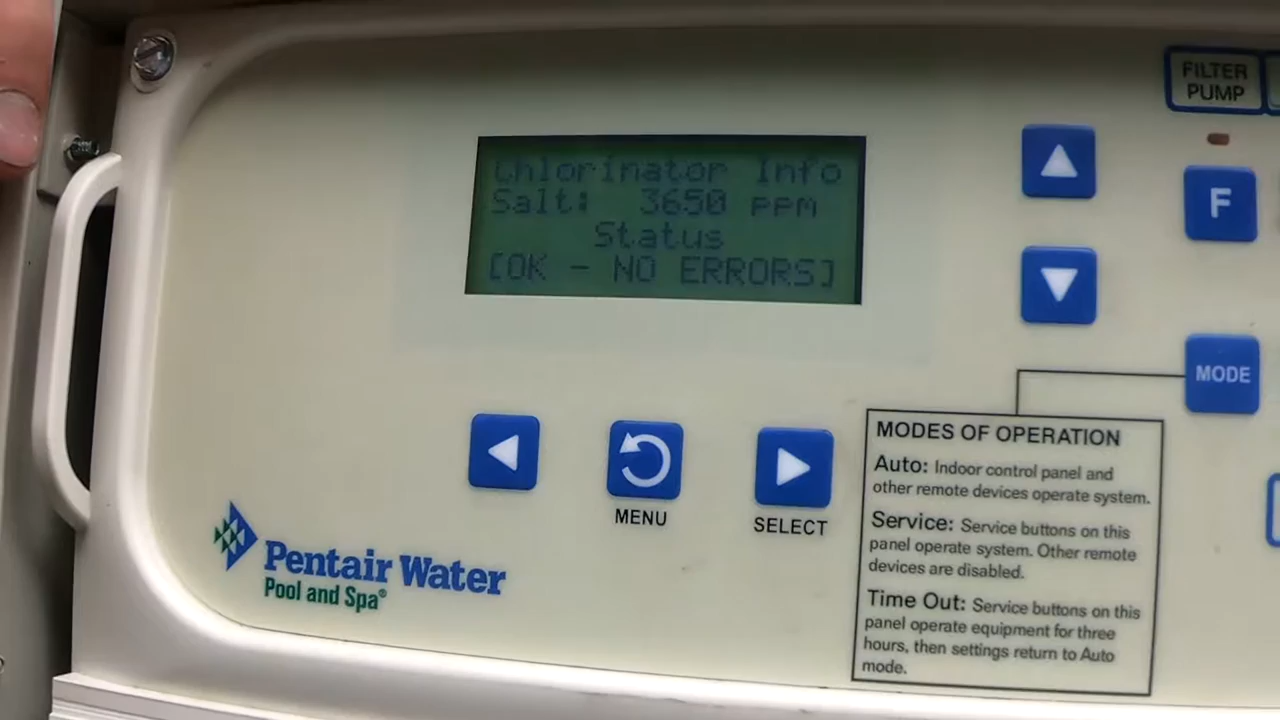 Chlorinator Info
Salt: 3650 ppm
Status
[OK - NO ERRORS]
FILTER
PUMP
F
MODE
MENU
SELECT
MODES OF OPERATION
Auto: Indoor control panel and
other remote devices operate system.
Service: Service buttons on this
panel operate system. Other remote
devices are disabled.
Time Out: Service buttons on this
panel operate equipment for three
hours, then settings return to Auto
mode.
Pentair Water
Pool and Spa®